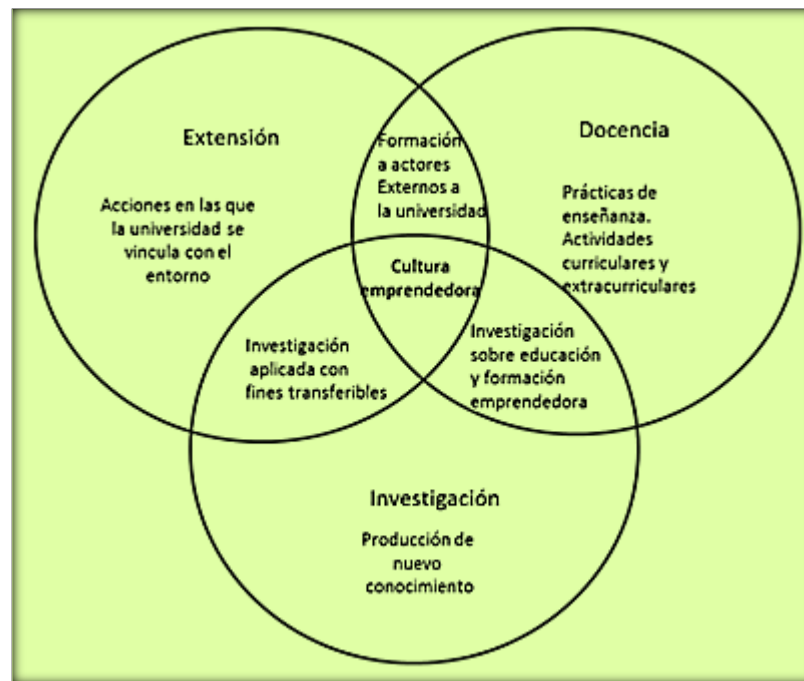 Extensión
Acciones en las que
la universidad se
vincula con el
entorno
Formación
a actores
Externos a
la universidad
Docencia
Prácticas de
enseñanza.
Actividades
curriculares y
extracurriculares
Cultura
emprendedora
Investigación
aplicada con
fines transferibles
Investigación
sobre educación
y formación
emprendedora
Investigación
Producción de
nuevo
conocimiento